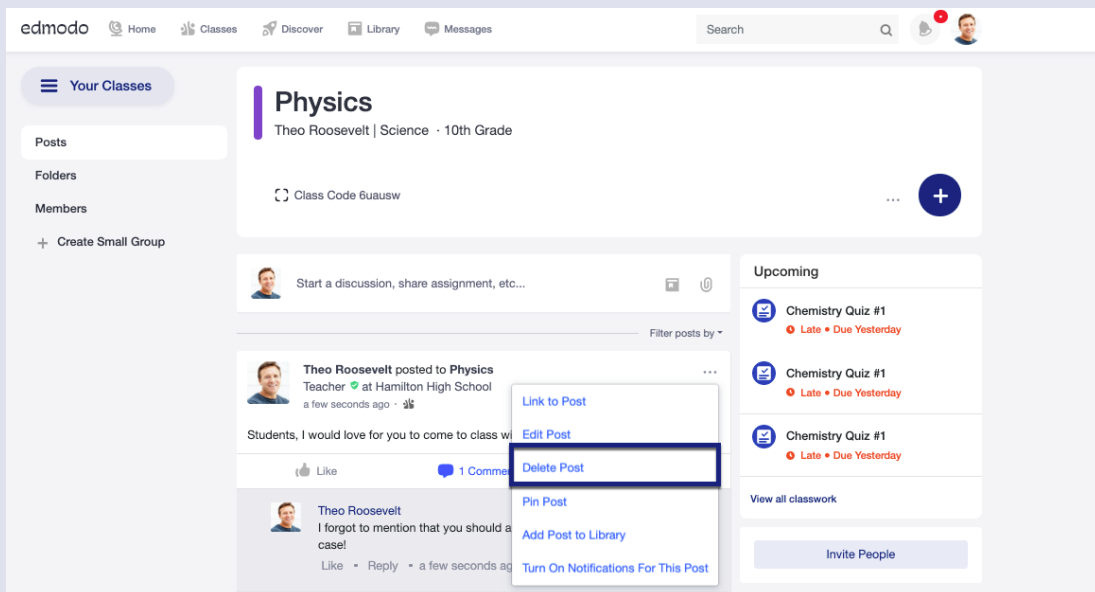 edmodo Home Classes Discover Library Messages Search
Your Classes
Posts
Folders
Members
+ Create Small Group
Physics
Theo Roosevelt | Science · 10th Grade
Class Code 6uausw
...
+
Start a discussion, share assignment, etc...
Filter posts by
Theo Roosevelt posted to Physics
Teacher at Hamilton High School
a few seconds ago ·
...
Students, I would love for you to come to class
Like
1
Theo Roosevelt
I forgot to mention that you should
case!
Like • Reply • a few seconds
Link to Post
Edit Post
Delete Post
Pin Post
Add Post to Library
Turn On Notifications For This Post
Upcoming
Chemistry Quiz #1
Late • Due Yesterday
Chemistry Quiz #1
Late • Due Yesterday
Chemistry Quiz #1
Late • Due Yesterday
View all classwork
Invite People